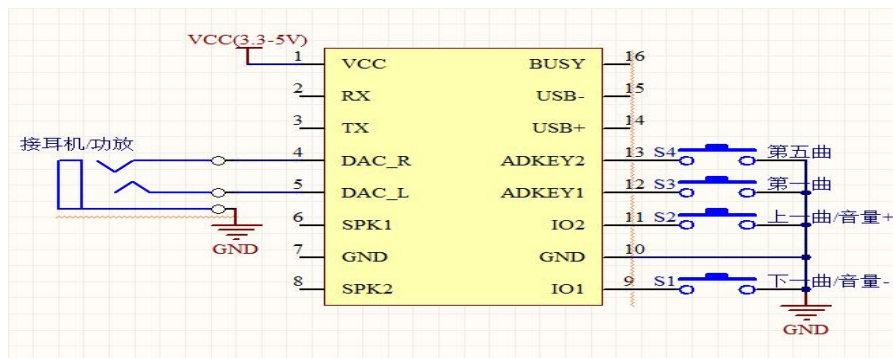 VCC(3.3-5V)
1 VCC BUSY 16
2 RX USB- 15
3 TX USB+ 14
接耳机/功放
4 DAC_R ADKEY2 13 S4 第五曲
5 DAC_L ADKEY1 12 S3 第一曲
6 SPK1 IO2 11 S2 上一曲/音量+
GND
7 GND GND 10
8 SPK2 IO1 9 S1 下一曲/音量-
GND